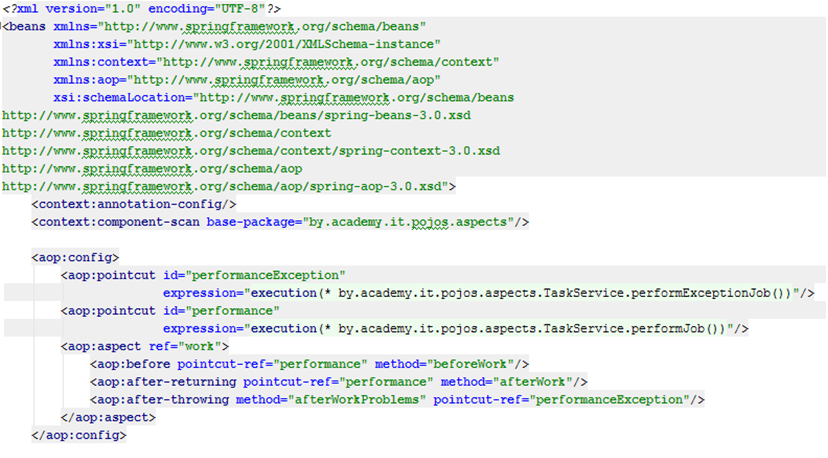 <?xml version="1.0" encoding="UTF-8"?>
<beans xmlns="http://www.springframework.org/schema/beans"
xmlns:xsi="http://www.w3.org/2001/XMLSchema-instance"
xmlns:context="http://www.springframework.org/schema/context"
xmlns:aop="http://www.springframework.org/schema/aop"
xsi:schemaLocation="http://www.springframework.org/schema/beans
http://www.springframework.org/schema/beans/spring-beans-3.0.xsd
http://www.springframework.org/schema/context
http://www.springframework.org/schema/context/spring-context-3.0.xsd
http://www.springframework.org/schema/aop
http://www.springframework.org/schema/aop/spring-aop-3.0.xsd">
<context:annotation-config/>
<context:component-scan base-package="by.academy.it.pojos.aspects"/>
<aop:config>
<aop:pointcut id="performanceException"
expression="execution(* by.academy.it.pojos.aspects.TaskService.performExceptionJob())"/>
<aop:pointcut id="performance"
expression="execution(* by.academy.it.pojos.aspects.TaskService.performJob())"/>
<aop:aspect ref="work">
<aop:before pointcut-ref="performance" method="beforeWork"/>
<aop:after-returning pointcut-ref="performance" method="afterWork"/>
<aop:after-throwing method="afterWorkProblems" pointcut-ref="performanceException"/>
</aop:aspect>
</aop:config>